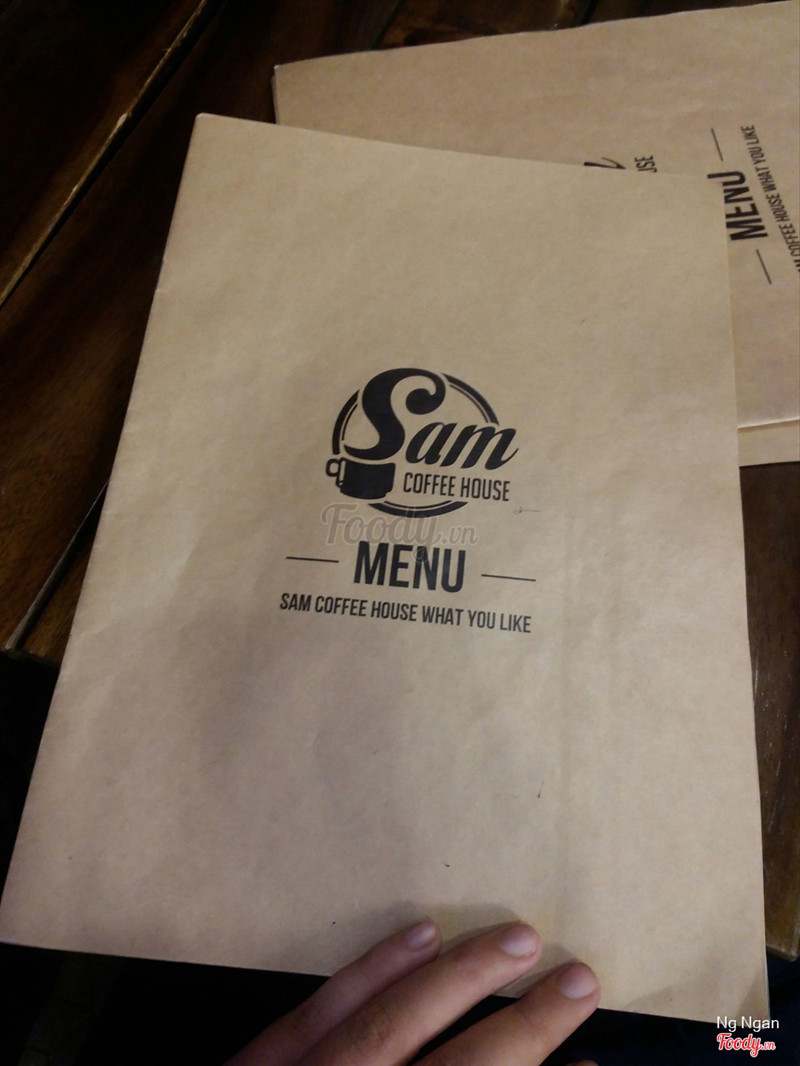 Sam
COFFEE HOUSE
Foody.vn
MENU
SAM COFFEE HOUSE WHAT YOU LIKE
MENU
COFFEE HOUSE WHAT YOU LIKE
Ng Ngan
Foody.vn